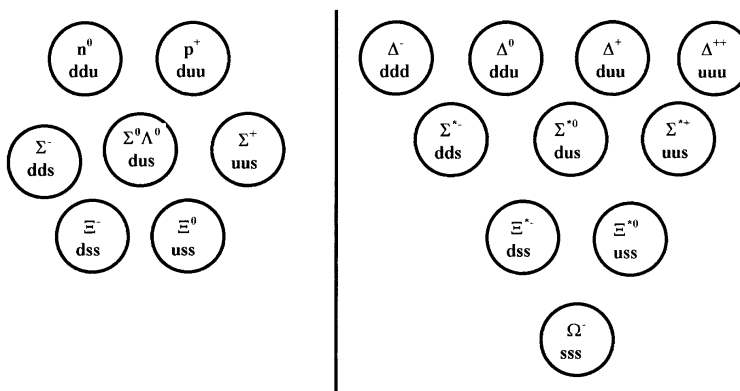 n⁰
ddu
p⁺
duu
Σ⁻
dds
Σ⁰Λ⁰
dus
Σ⁺
uus
Ξ⁻
dss
Ξ⁰
uss
Δ⁻
ddd
Δ⁰
ddu
Δ⁺
duu
Δ⁺⁺
uuu
Σ*⁻
dds
Σ*⁰
dus
Σ*⁺
uus
Ξ*⁻
dss
Ξ*⁰
uss
Ω⁻
sss